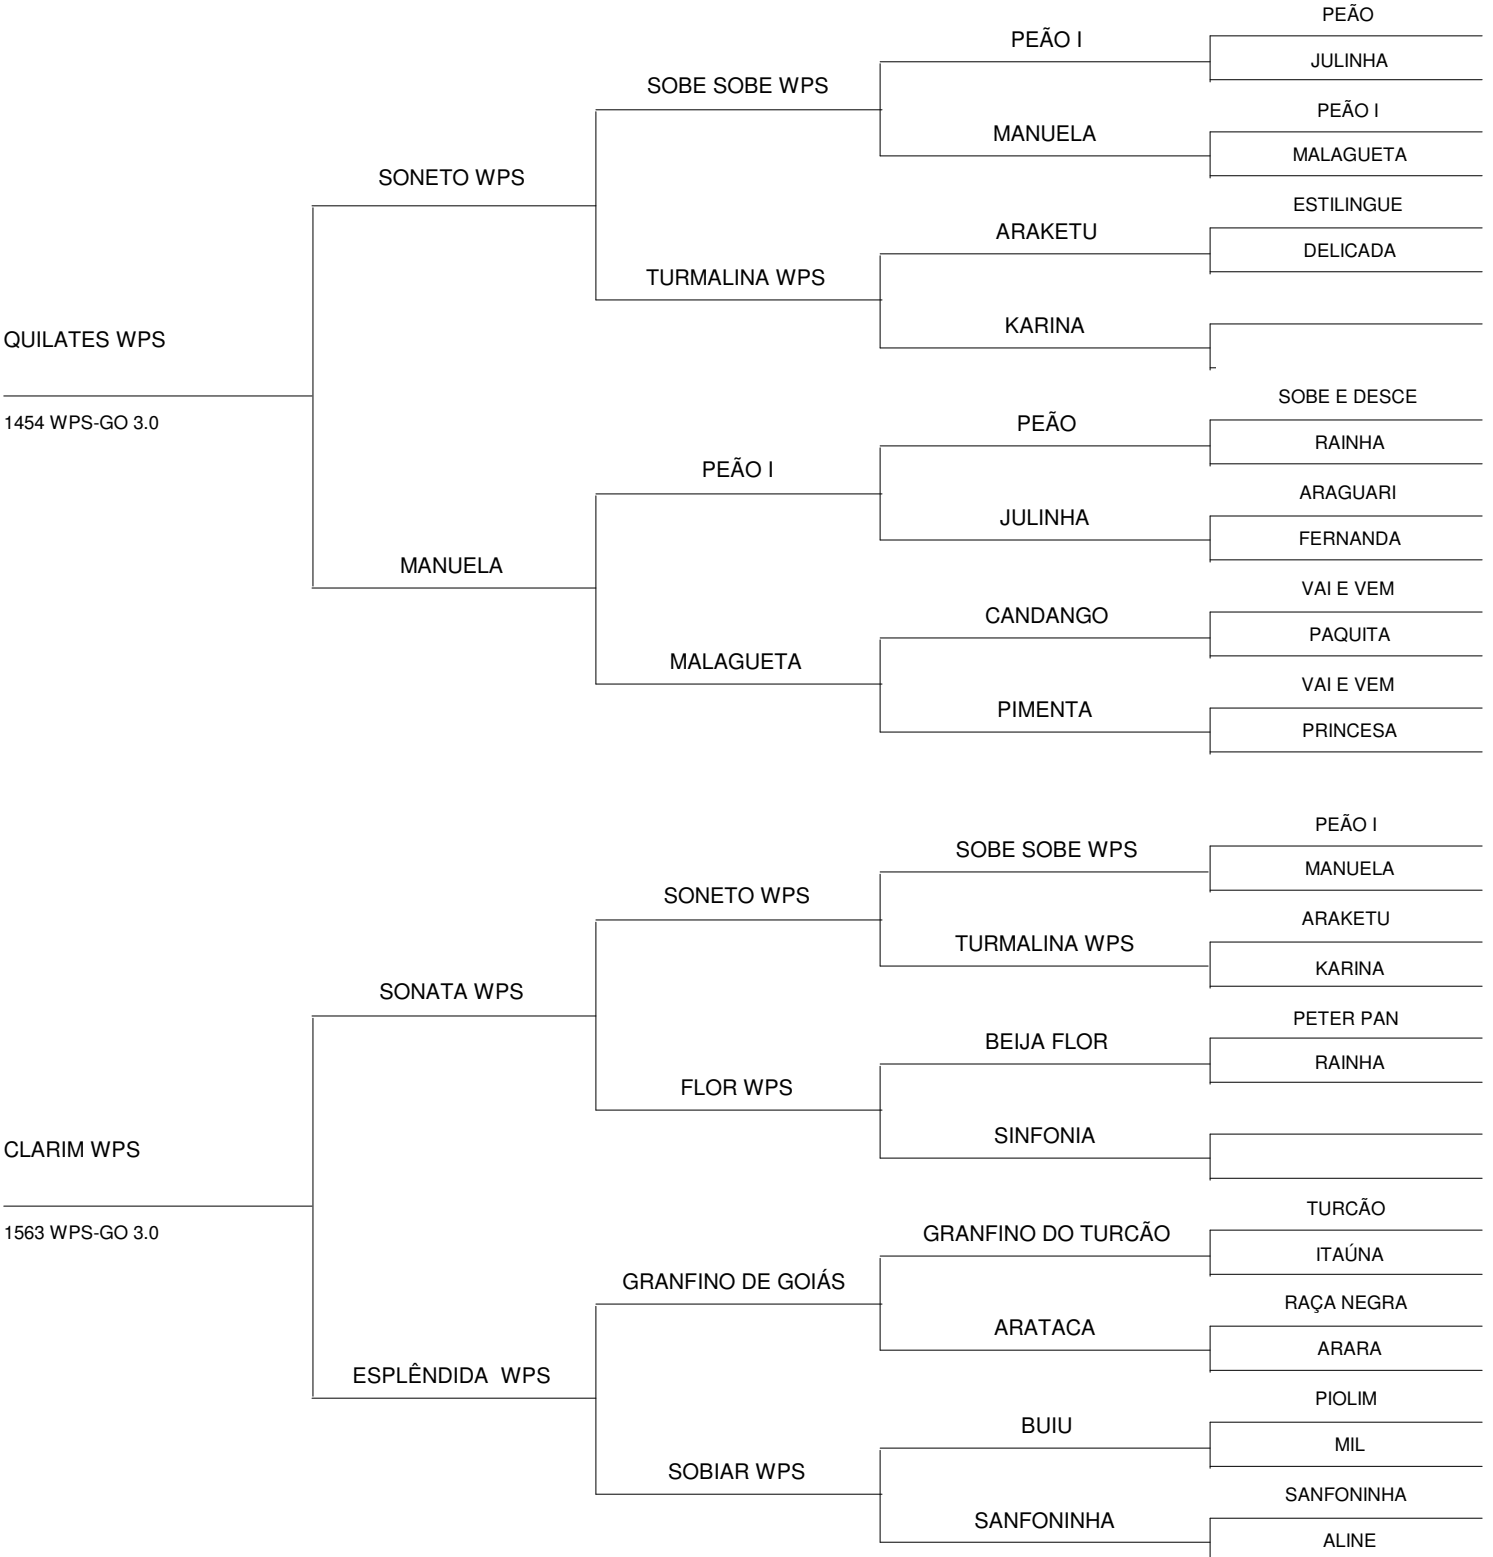 PEÃO
PEÃO I
JULINHA
SOBE SOBE WPS
PEÃO I
MANUELA
MALAGUETA
SONETO WPS
ESTILINGUE
ARAKETU
DELICADA
TURMALINA WPS
KARINA
QUILATES WPS
1454 WPS-GO 3.0
SOBE E DESCE
PEÃO
RAINHA
PEÃO I
ARAGUARI
JULINHA
FERNANDA
MANUELA
VAI E VEM
CANDANGO
PAQUITA
MALAGUETA
VAI E VEM
PIMENTA
PRINCESA
PEÃO I
SOBE SOBE WPS
MANUELA
SONETO WPS
ARAKETU
TURMALINA WPS
KARINA
SONATA WPS
PETER PAN
BEIJA FLOR
RAINHA
FLOR WPS
SINFONIA
CLARIM WPS
1563 WPS-GO 3.0
TURCÃO
GRANFINO DO TURCÃO
ITAÚNA
GRANFINO DE GOIÁS
RAÇA NEGRA
ARATACA
ARARA
ESPLÊNDIDA  WPS
PIOLIM
BUIU
MIL
SOBIAR WPS
SANFONINHA
SANFONINHA
ALINE